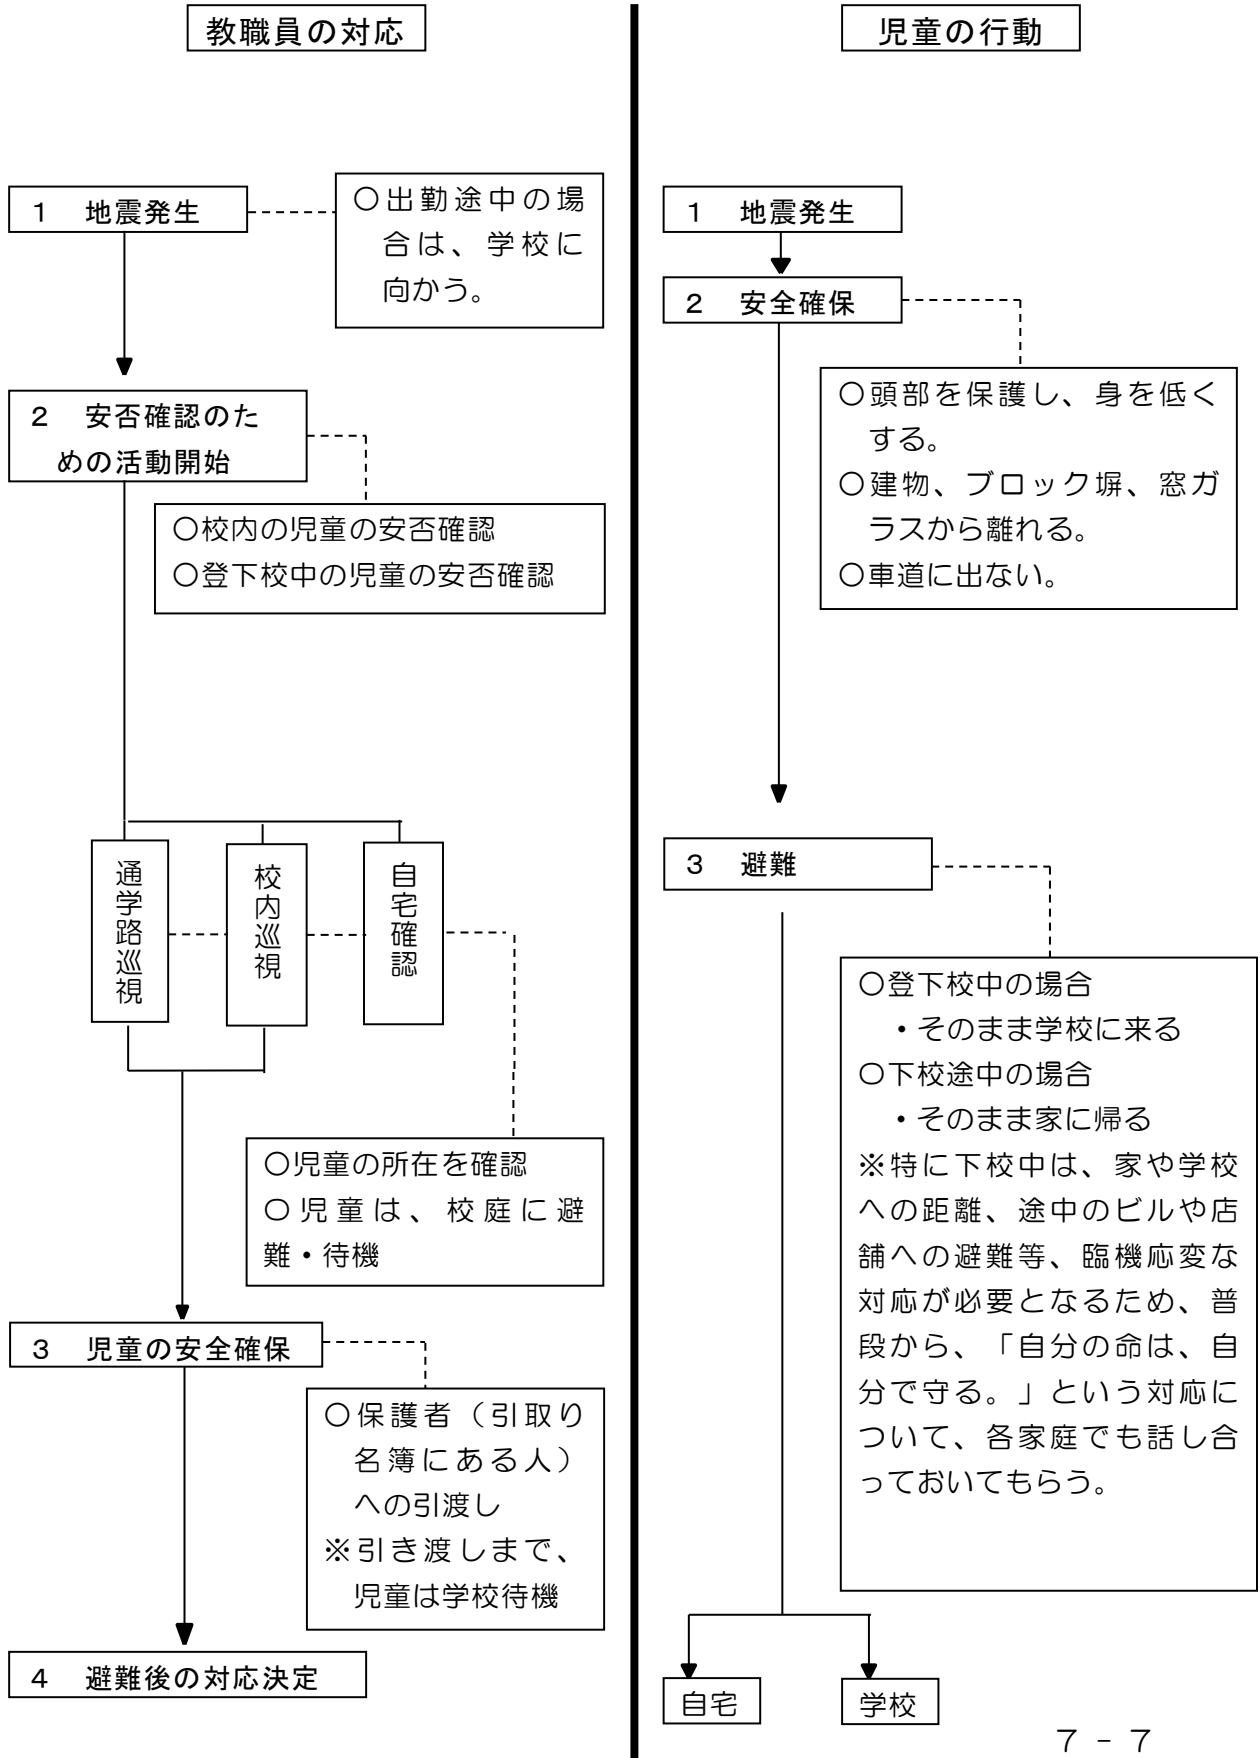 教職員の対応
1　地震発生
○出勤途中の場
合は、学校に
向かう。
2　安否確認のた
めの活動開始
○校内の児童の安否確認
○登下校中の児童の安否確認
通学路巡視
校内巡視
自宅確認
○児童の所在を確認
○児童は、校庭に避
難・待機
3　児童の安全確保
○保護者（引取り
名簿にある人）
への引渡し
※引き渡しまで、
児童は学校待機
4　避難後の対応決定
児童の行動
1　地震発生
2　安全確保
○頭部を保護し、身を低く
する。
○建物、ブロック塀、窓ガ
ラスから離れる。
○車道に出ない。
3　避難
○登下校中の場合
・そのまま学校に来る
○下校途中の場合
・そのまま家に帰る
※特に下校中は、家や学校
への距離、途中のビルや店
舗への避難等、臨機応変な
対応が必要となるため、普
段から、「自分の命は、自
分で守る。」という対応に
ついて、各家庭でも話し合
っておいてもらう。
自宅
学校
７－７